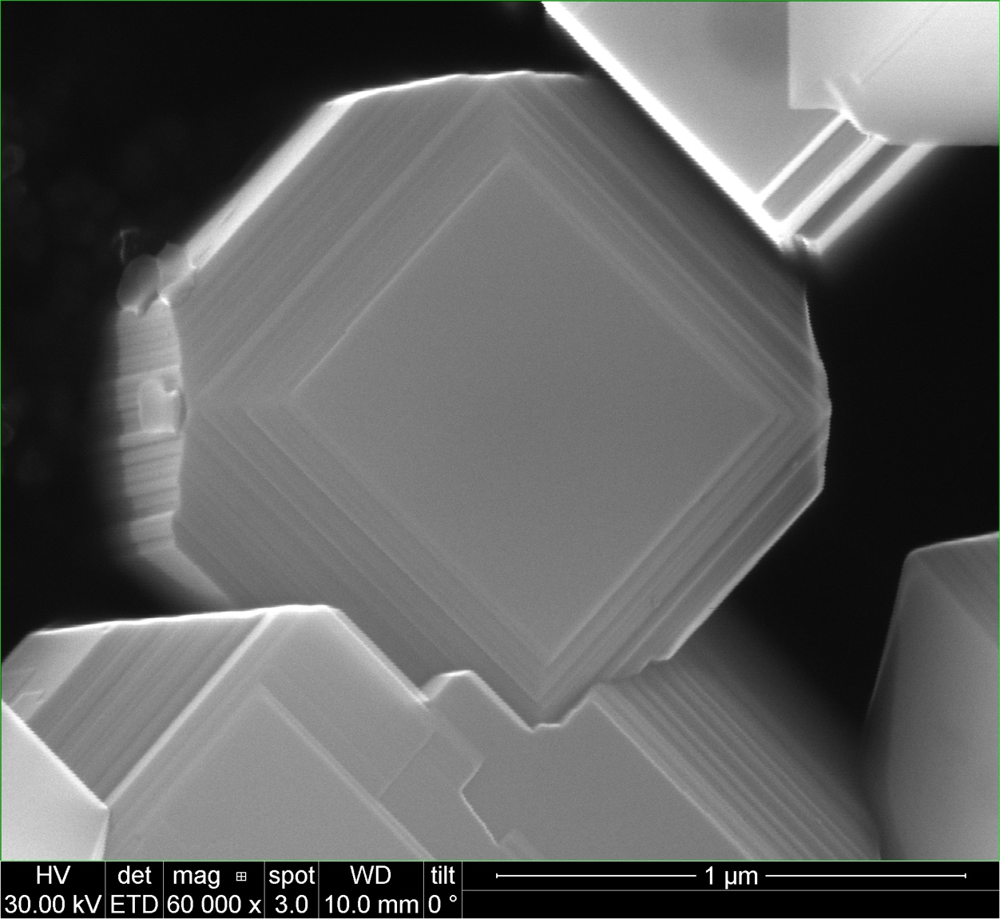 HV det mag ⊞ spot WD tilt 1 µm
30.00 kV ETD 60 000 x 3.0 10.0 mm 0 °